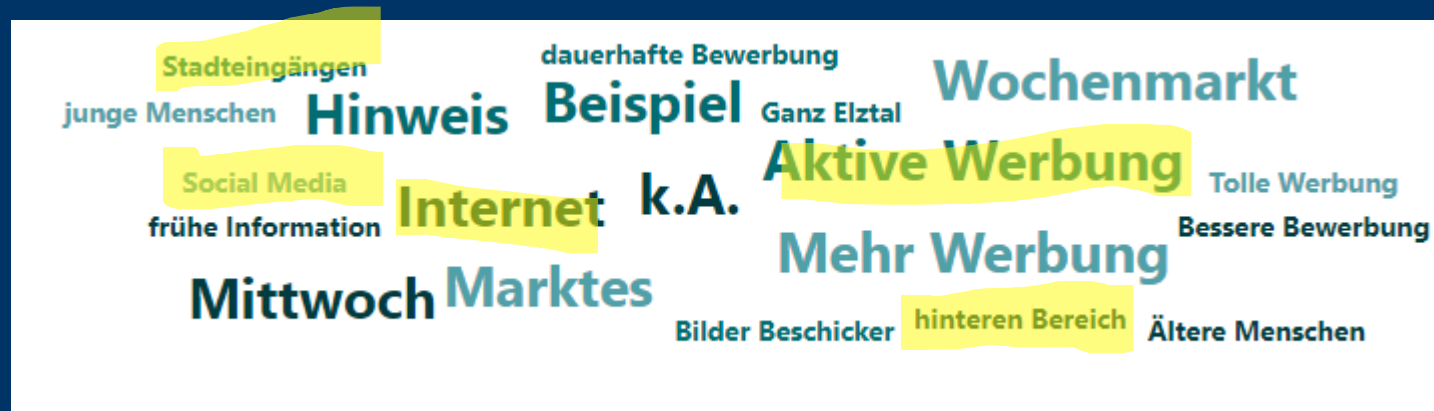 Stadteingängen
dauerhafte Bewerbung
Wochenmarkt
junge Menschen
Hinweis
Beispiel
Ganz Elztal
Aktive Werbung
Social Media
Internet
k.A.
Tolle Werbung
frühe Information
Bessere Bewerbung
Mehr Werbung
Mittwoch
Marktes
Bilder Beschicker
hinteren Bereich
Ältere Menschen